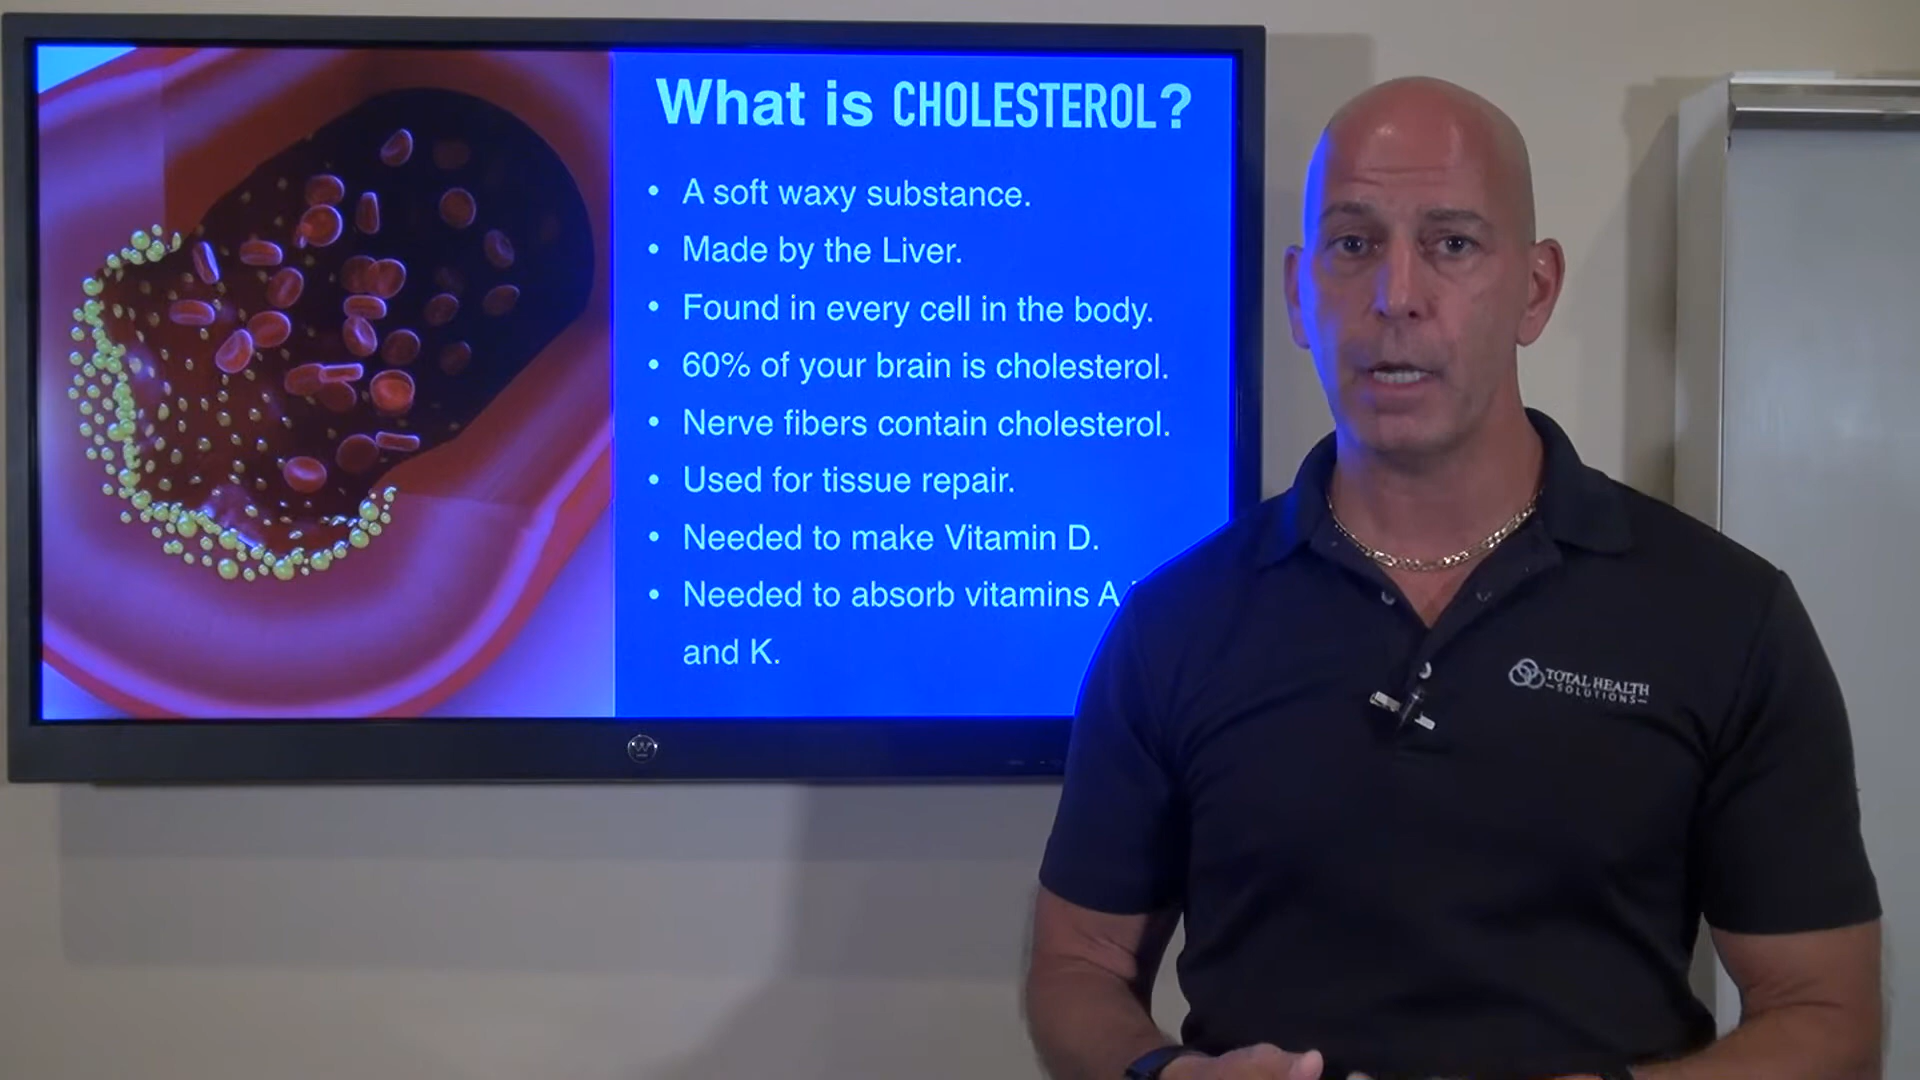 What is CHOLESTEROL?
• A soft waxy substance.
• Made by the Liver.
• Found in every cell in the body.
• 60% of your brain is cholesterol.
• Nerve fibers contain cholesterol.
• Used for tissue repair.
• Needed to make Vitamin D.
• Needed to absorb vitamins A
and K.
W
TOTAL HEALTH
—SOLUTIONS—